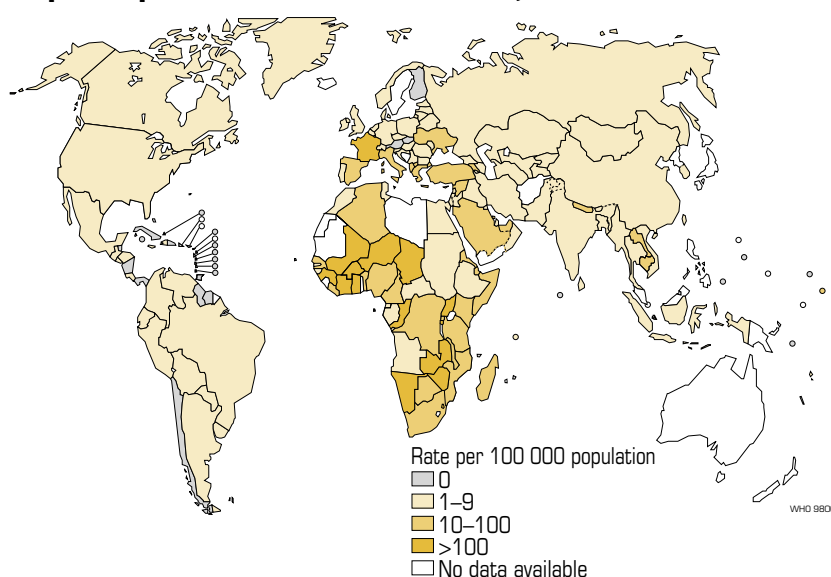 WHO 980
Rate per 100 000 population
0
1–9
10–100
>100
No data available